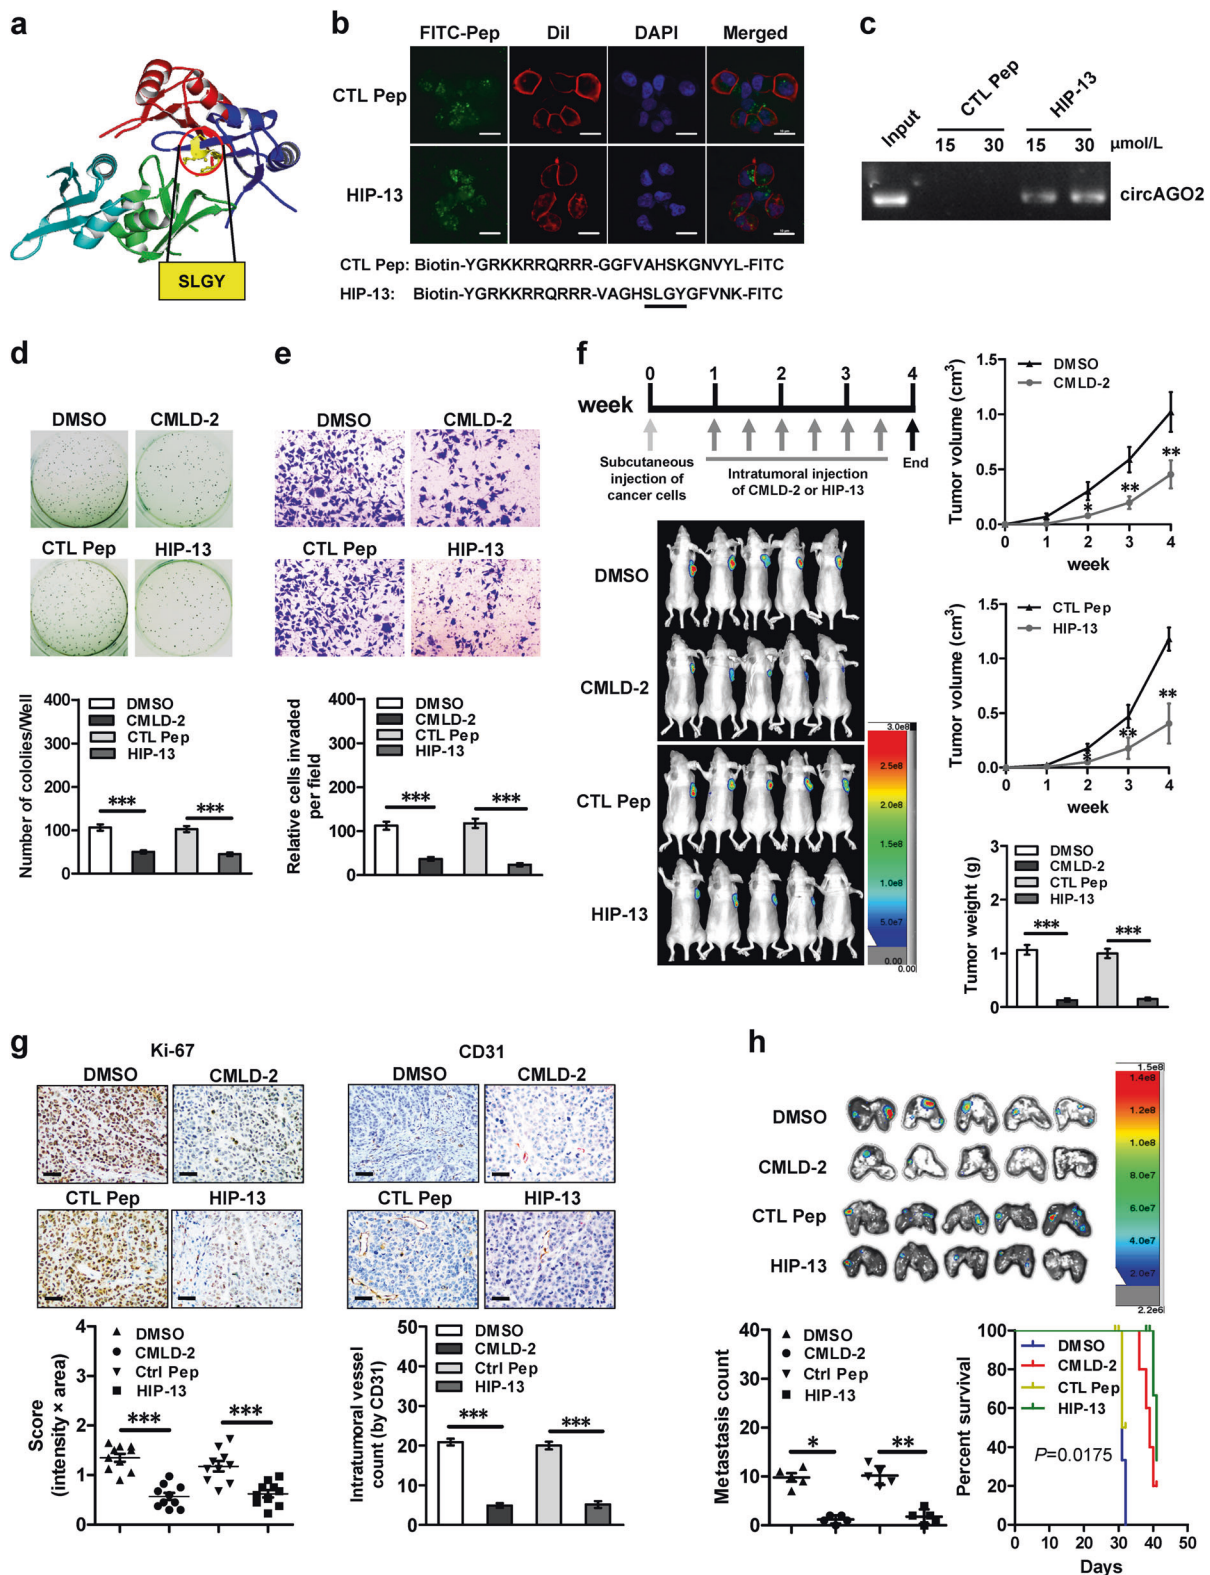 a
SLGY
b
FITC-Pep DiI DAPI Merged
CTL Pep
HIP-13
CTL Pep: Biotin-YGRKKRRQRRR-GGFVAHSKGNVYL-FITC
HIP-13: Biotin-YGRKKRRQRRR-VAGHSLGYGFVNK-FITC
c
Input CTL Pep HIP-13
15 30 15 30 μmol/L
circAGO2
d
DMSO CMLD-2
CTL Pep HIP-13
Number of cololies/Well
400
300
200
100
0
DMSO
CMLD-2
CTL Pep
HIP-13
*** ***
e
DMSO CMLD-2
CTL Pep HIP-13
Relative cells invaded
per field
400
300
200
100
0
DMSO
CMLD-2
CTL Pep
HIP-13
*** ***
f
0 1 2 3 4
week
Subcutaneous
injection of
cancer cells
Intratumoral injection
of CMLD-2 or HIP-13
End
DMSO
CMLD-2
CTL Pep
HIP-13
3.0e8
2.5e8
2.0e8
1.5e8
1.0e8
5.0e7
0.00
0.00
Tumor volume (cm³)
1.5
1.0
0.5
0.0
DMSO
CMLD-2
* ** **
0 1 2 3 4
week
Tumor volume (cm³)
1.5
1.0
0.5
0.0
CTL Pep
HIP-13
* ** **
0 1 2 3 4
week
Tumor weight (g)
3
2
1
0
DMSO
CMLD-2
CTL Pep
HIP-13
*** ***
g
Ki-67
DMSO CMLD-2
CTL Pep HIP-13
CD31
DMSO CMLD-2
CTL Pep HIP-13
Score
(intensity × area)
4
3
2
1
0
DMSO
CMLD-2
Ctrl Pep
HIP-13
*** ***
Intratumoral vessel
count (by CD31)
50
40
30
20
10
0
DMSO
CMLD-2
Ctrl Pep
HIP-13
*** ***
h
DMSO
CMLD-2
CTL Pep
HIP-13
1.5e8
1.4e8
1.2e8
1.0e8
8.0e7
6.0e7
4.0e7
2.0e7
2.2e6
Metastasis count
40
30
20
10
0
DMSO
CMLD-2
Ctrl Pep
HIP-13
* **
Percent survival
100
80
60
40
20
0
DMSO
CMLD-2
CTL Pep
HIP-13
P=0.0175
0 10 20 30 40 50
Days